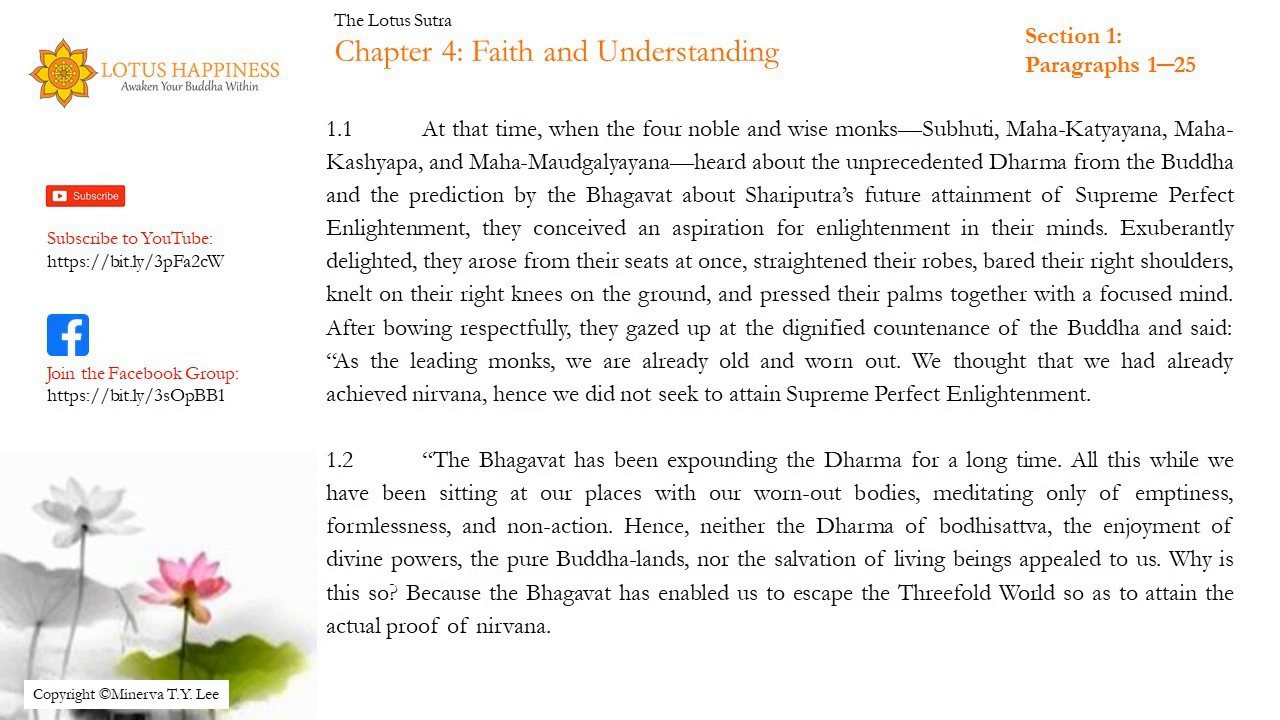 The Lotus Sutra
Chapter 4: Faith and Understanding
Section 1:
Paragraphs 1—25
LOTUS HAPPINESS
Awaken Your Buddha Within
Subscribe
Subscribe to YouTube:
https://bit.ly/3pFa2cW
Join the Facebook Group:
https://bit.ly/3sOpBB1
1.1 At that time, when the four noble and wise monks—Subhuti, Maha-Katyayana, Maha-
Kashyapa, and Maha-Maudgalyayana—heard about the unprecedented Dharma from the Buddha
and the prediction by the Bhagavat about Shariputra’s future attainment of Supreme Perfect
Enlightenment, they conceived an aspiration for enlightenment in their minds. Exuberantly
delighted, they arose from their seats at once, straightened their robes, bared their right shoulders,
knelt on their right knees on the ground, and pressed their palms together with a focused mind.
After bowing respectfully, they gazed up at the dignified countenance of the Buddha and said:
“As the leading monks, we are already old and worn out. We thought that we had already
achieved nirvana, hence we did not seek to attain Supreme Perfect Enlightenment.
1.2 “The Bhagavat has been expounding the Dharma for a long time. All this while we
have been sitting at our places with our worn-out bodies, meditating only of emptiness,
formlessness, and non-action. Hence, neither the Dharma of bodhisattva, the enjoyment of
divine powers, the pure Buddha-lands, nor the salvation of living beings appealed to us. Why is
this so? Because the Bhagavat has enabled us to escape the Threefold World so as to attain the
actual proof of nirvana.
Copyright ©Minerva T.Y. Lee